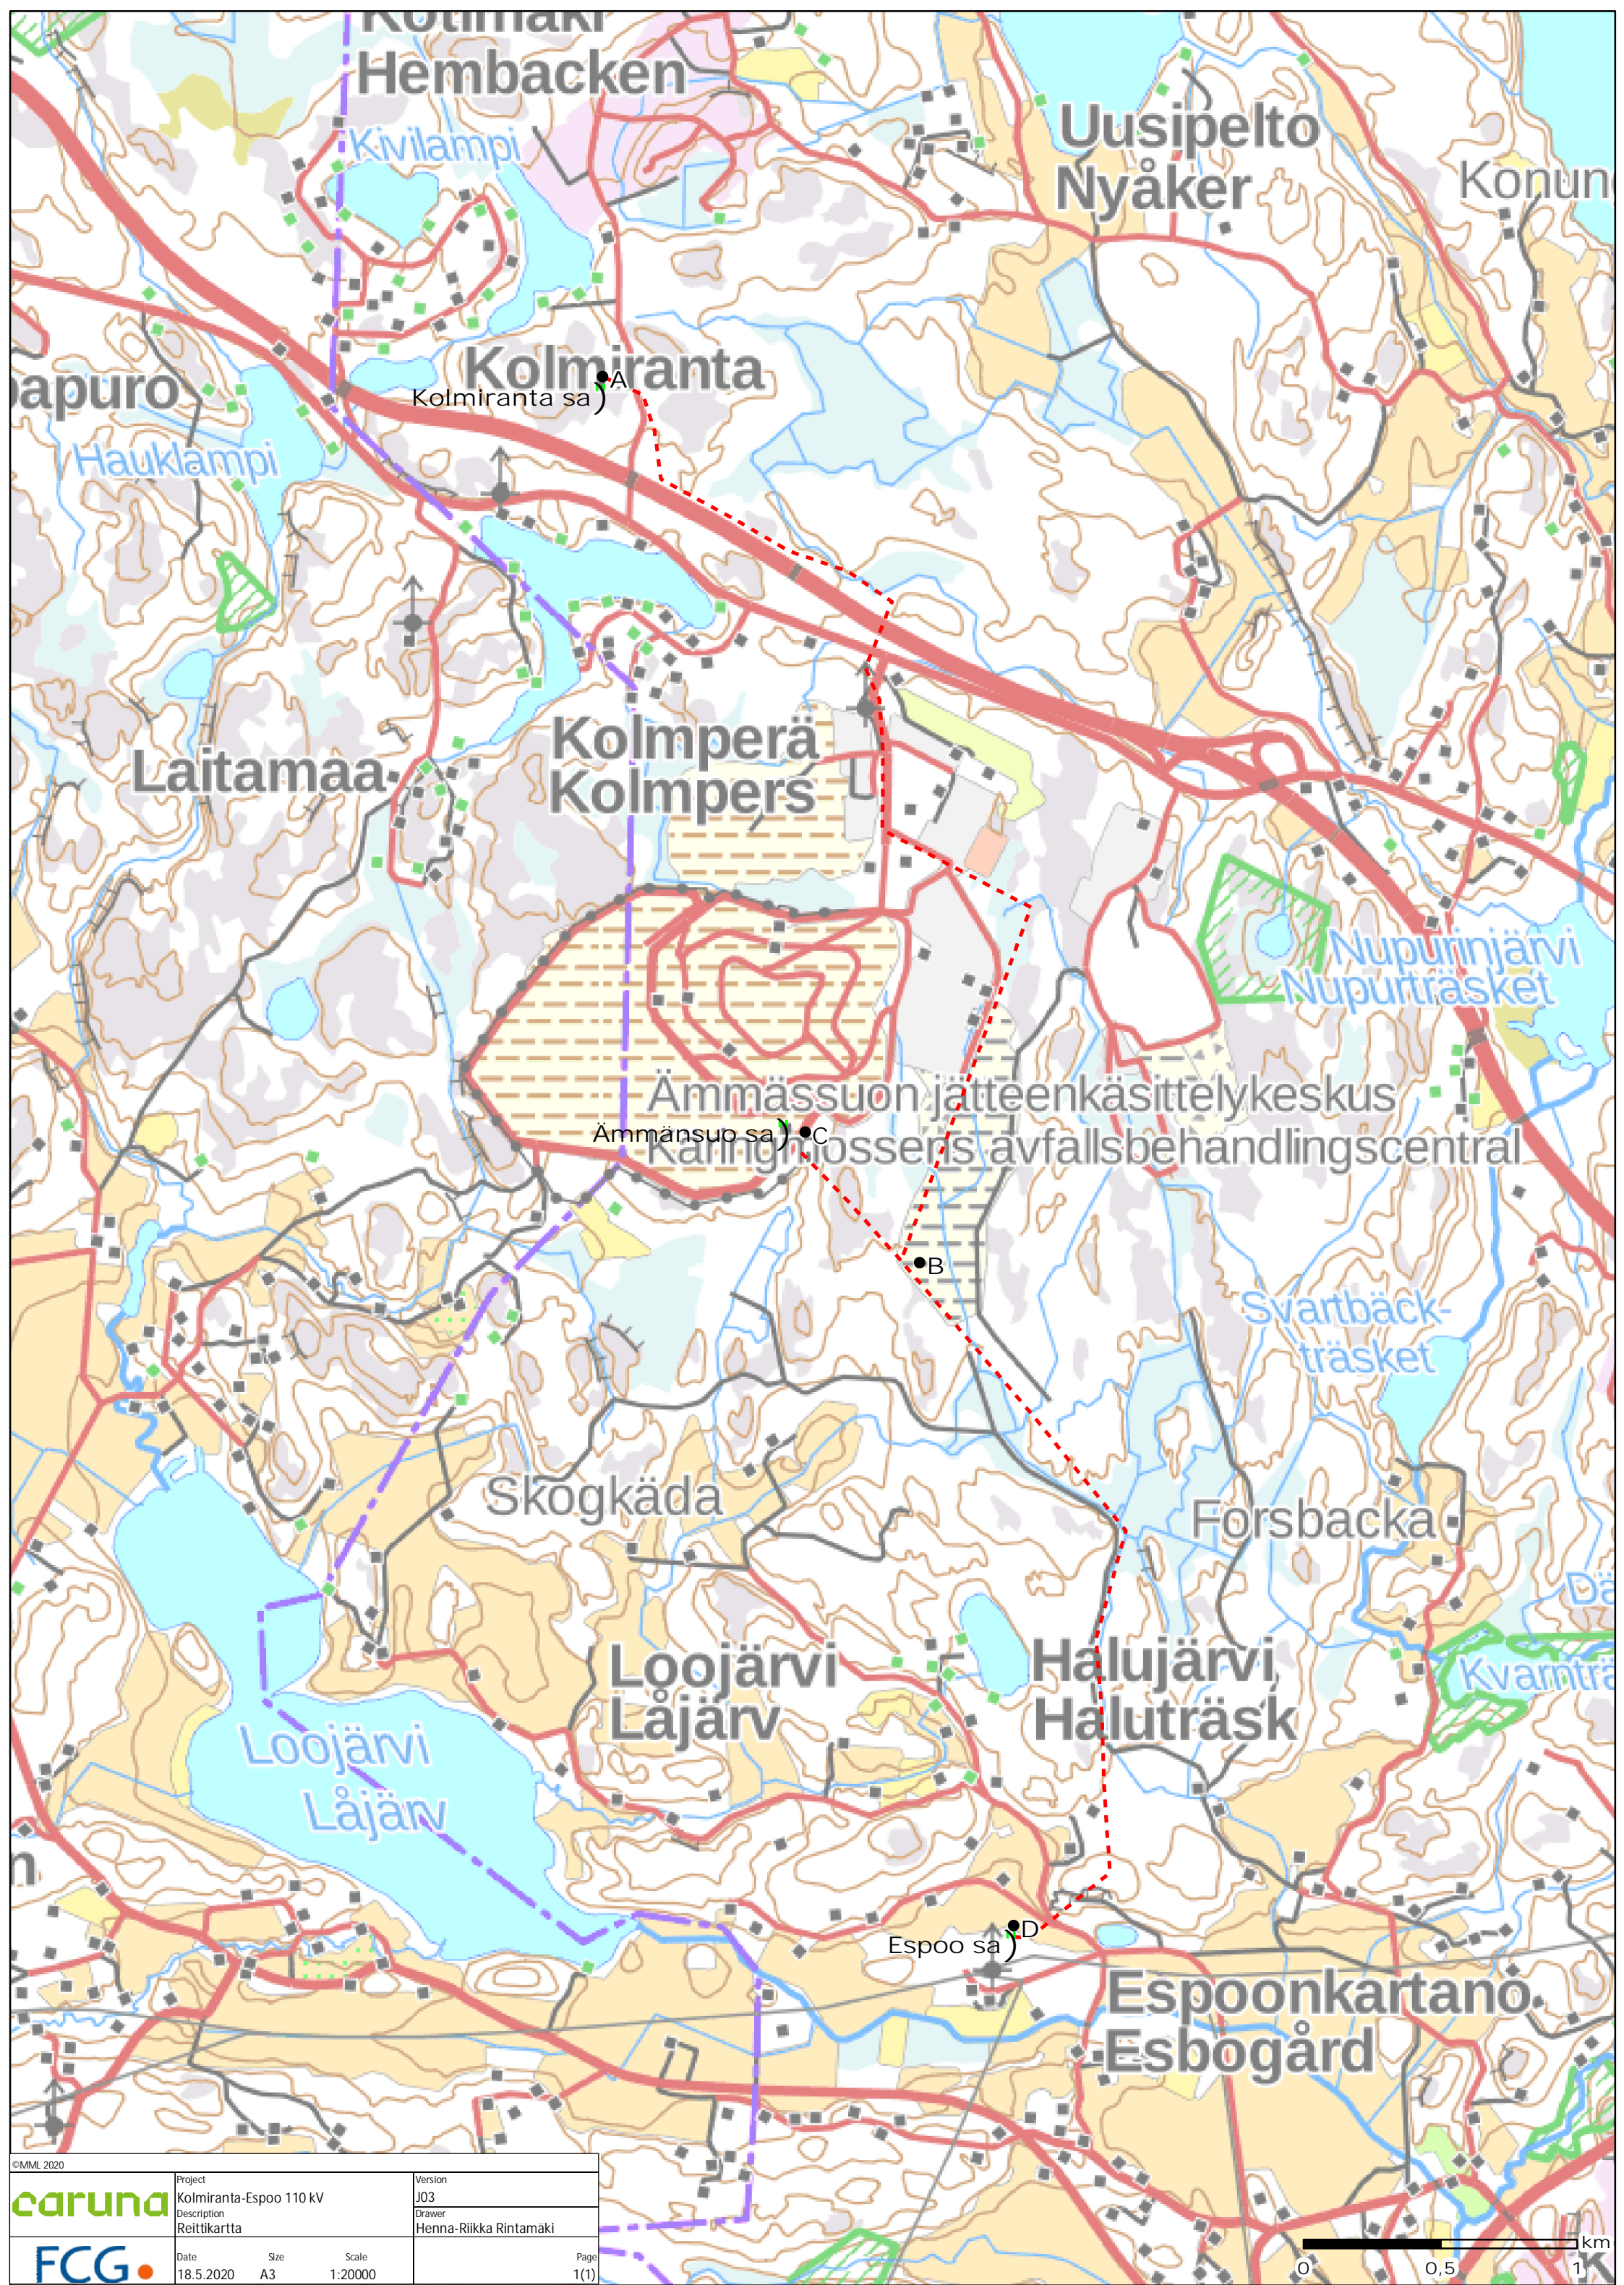 Kotimäki
Hembacken
Kivilampi
Uusipelto
Nyåker
Konun
Kolmiranta
A
Kolmiranta sa
papuro
Hauklampi
Kolmperä
Kolmpers
Laitamaa
Nupurinjärvi
Nupurträsket
Ämmässuon jätteenkäsittelykeskus
Ämmänsuo sa
C
Käringmossens avfallsbehandlingscentral
B
Svartbäck-
träsket
Skogkäda
Forsbacka
Dä
Loojärvi
Låjärv
Halujärvi
Haluträsk
Kvarnträ
Loojärvi
Låjärv
n
D
Espoo sa
Espoonkartano
Esbogård
©MML 2020
caruna
Project
Kolmiranta-Espoo 110 kV
Version
J03
Description
Reittikartta
Drawer
Henna-Riikka Rintamäki
FCG
Date
18.5.2020
Size
A3
Scale
1:20000
Page
1(1)
km
0
0,5
1
K